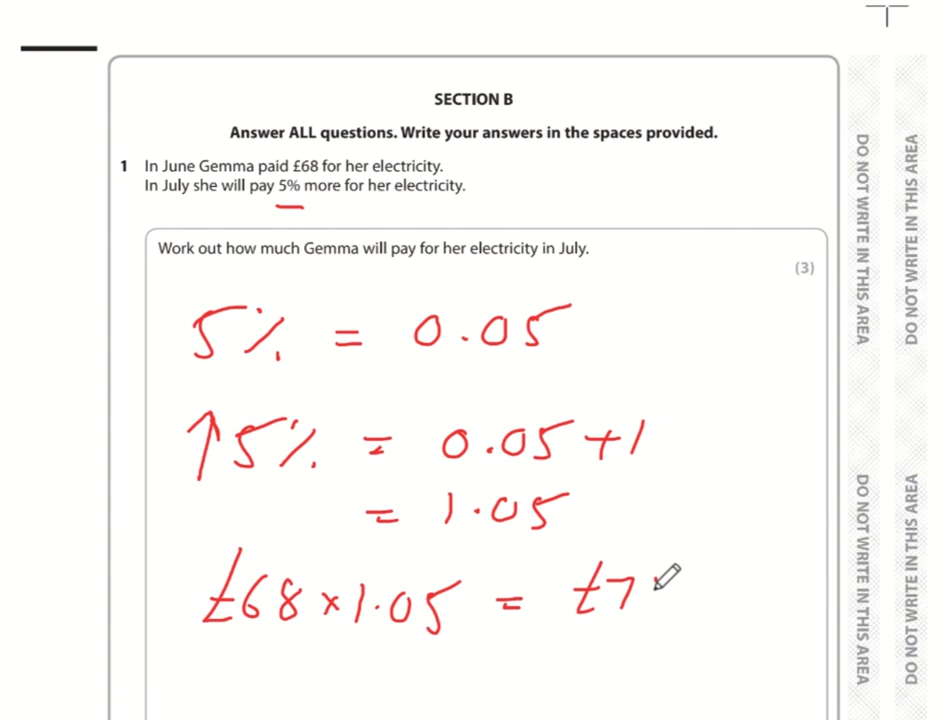 SECTION B
Answer ALL questions. Write your answers in the spaces provided.
1 In June Gemma paid £68 for her electricity.
In July she will pay 5% more for her electricity.
Work out how much Gemma will pay for her electricity in July.
(3)
5% = 0.05
↑5% = 0.05 + 1
= 1.05
£68 × 1.05 = £7
DO NOT WRITE IN THIS AREA
DO NOT WRITE IN THIS AREA
DO NOT WRITE IN THIS AREA
DO NOT WRITE IN THIS AREA